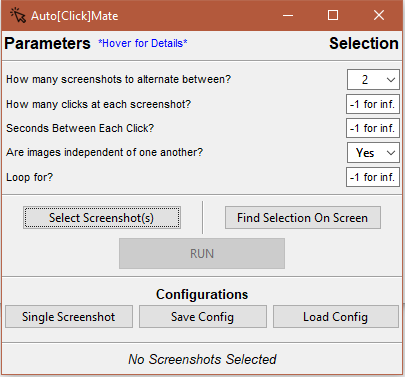 Auto[Click]Mate
Parameters *Hover for Details* Selection
How many screenshots to alternate between? 2
How many clicks at each screenshot? -1 for inf.
Seconds Between Each Click? -1 for inf.
Are images independent of one another? Yes
Loop for? -1 for inf.
Select Screenshot(s) Find Selection On Screen
RUN
Configurations
Single Screenshot Save Config Load Config
No Screenshots Selected